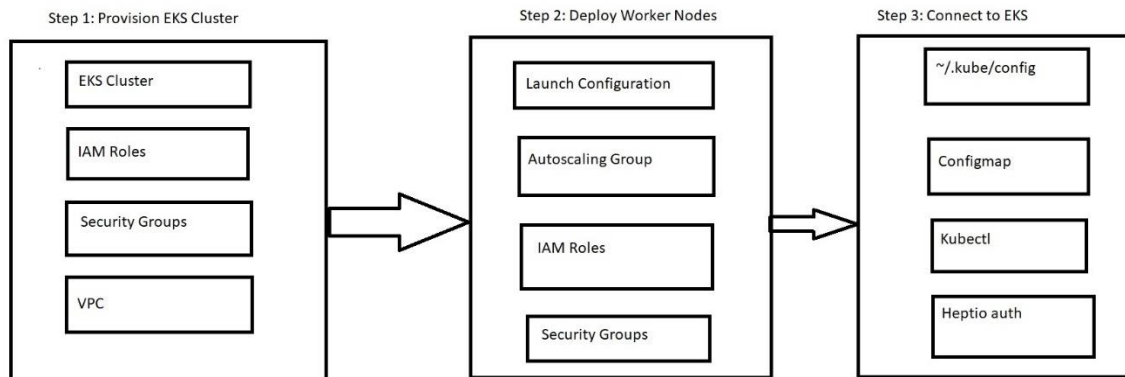 Step 1: Provision EKS Cluster
EKS Cluster
IAM Roles
Security Groups
VPC
Step 2: Deploy Worker Nodes
Launch Configuration
Autoscaling Group
IAM Roles
Security Groups
Step 3: Connect to EKS
~/.kube/config
Configmap
Kubectl
Heptio auth